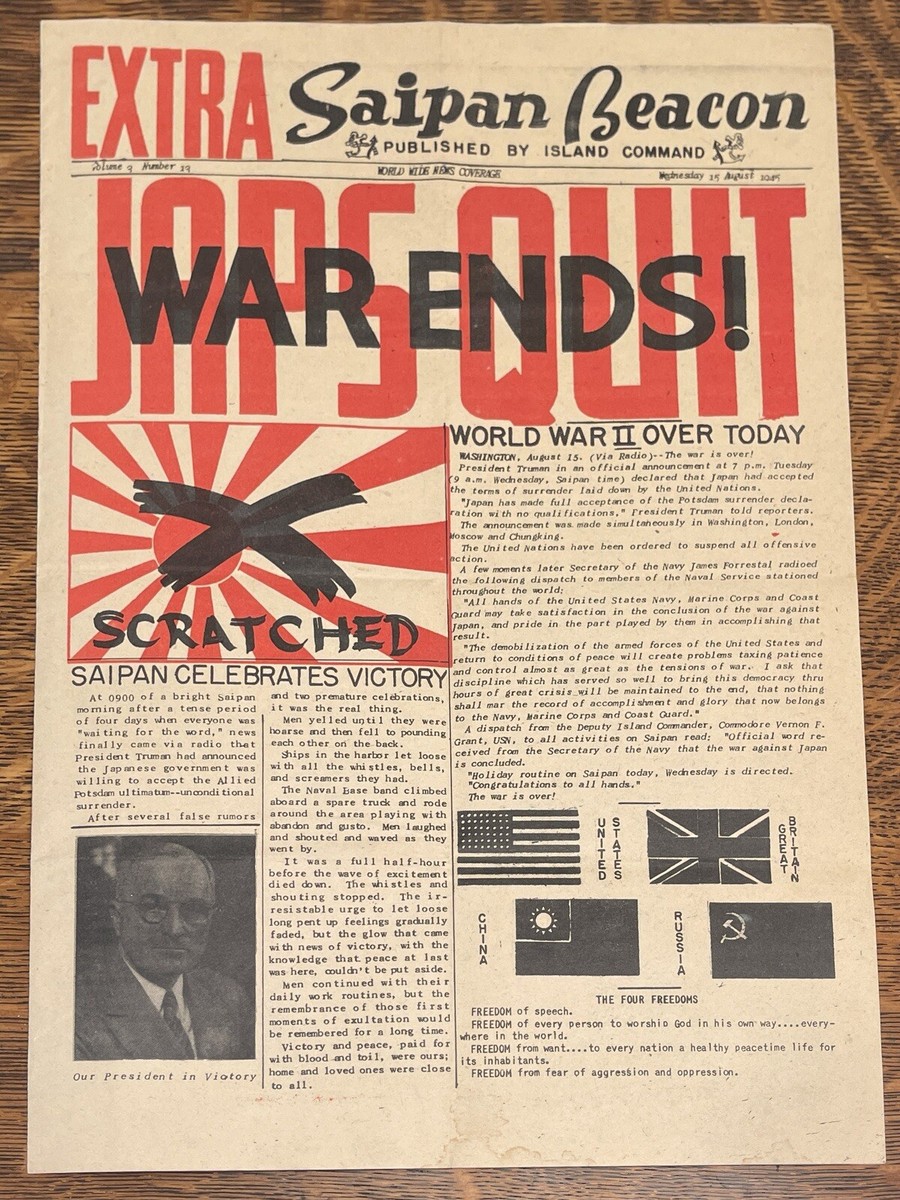 EXTRA Saipan Beacon
PUBLISHED BY ISLAND COMMAND
Volume 3 Number 
WORLD WIDE NEWS COVERAGE
Wednesday 15 August 1945
JAPS QUIT
WAR ENDS!
SCRATCHED
SAIPAN CELEBRATES VICTORY
At 0900 of a bright Saipan
morning after a tense period
of four days when everyone was
"waiting for the word," news
finally came via radio that
President Truman had announced
the Japanese government was
willing to accept the Allied
Potsdam ultimatum--unconditional
surrender.
After several false rumors
Our President in Victory
and two premature celebrations,
it was the real thing.
Men yelled until they were
hoarse and then fell to pounding
each other on the back.
Ships in the harbor let loose
with all the whistles, bells,
and screamers they had.
The Naval Base band climbed
aboard a spare truck and rode
around the area playing with
abandon and gusto. Men laughed
and shouted and waved as they
went by.
It was a full half-hour
before the wave of excitement
died down. The whistles and
shouting stopped. The ir-
resistable urge to let loose
long pent up feelings gradually
faded, but the glow that came
with news of victory, with the
knowledge that peace at last
was here, couldn't be put aside.
Men continued with their
daily work routines, but the
remembrance of those first
moments of exultation would
be remembered for a long time.
Victory and peace, paid for
with blood and toil, were ours;
home and loved ones were close
to all.
WORLD WAR II OVER TODAY
WASHINGTON, August 15. (Via Radio)--The war is over!
President Truman in an official announcement at 7 p.m. Tuesday
(9 a.m. Wednesday, Saipan time) declared that Japan had accepted
the terms of surrender laid down by the United Nations.
"Japan has made full acceptance of the Potsdam surrender decla-
ration with no qualifications," President Truman told reporters.
The announcement was made simultaneously in Washington, London,
Moscow and Chungking.
The United Nations have been ordered to suspend all offensive
action.
A few moments later Secretary of the Navy James Forrestal radioed
the following dispatch to members of the Naval Service stationed
throughout the world:
"All hands of the United States Navy, Marine Corps and Coast
Guard may take satisfaction in the conclusion of the war against
Japan, and pride in the part played by them in accomplishing that
result.
"The demobilization of the armed forces of the United States and
return to conditions of peace will create problems taxing patience
and control almost as great as the tensions of war. I ask that
discipline which has served so well to bring this democracy thru
hours of great crisis will be maintained to the end, that nothing
shall mar the record of accomplishment and glory that now belongs
to the Navy, Marine Corps and Coast Guard."
A dispatch from the Deputy Island Commander, Commodore Vernon F.
Grant, USN, to all activities on Saipan read: "Official word re-
ceived from the Secretary of the Navy that the war against Japan
is concluded.
"Holiday routine on Saipan today, Wednesday is directed.
"Congratulations to all hands."
The war is over!
UNITED STATES
GREAT BRITAIN
CHINA
RUSSIA
THE FOUR FREEDOMS
FREEDOM of speech.
FREEDOM of every person to worship God in his own way....every-
where in the world.
FREEDOM from want....to every nation a healthy peacetime life for
its inhabitants.
FREEDOM from fear of aggression and oppression.